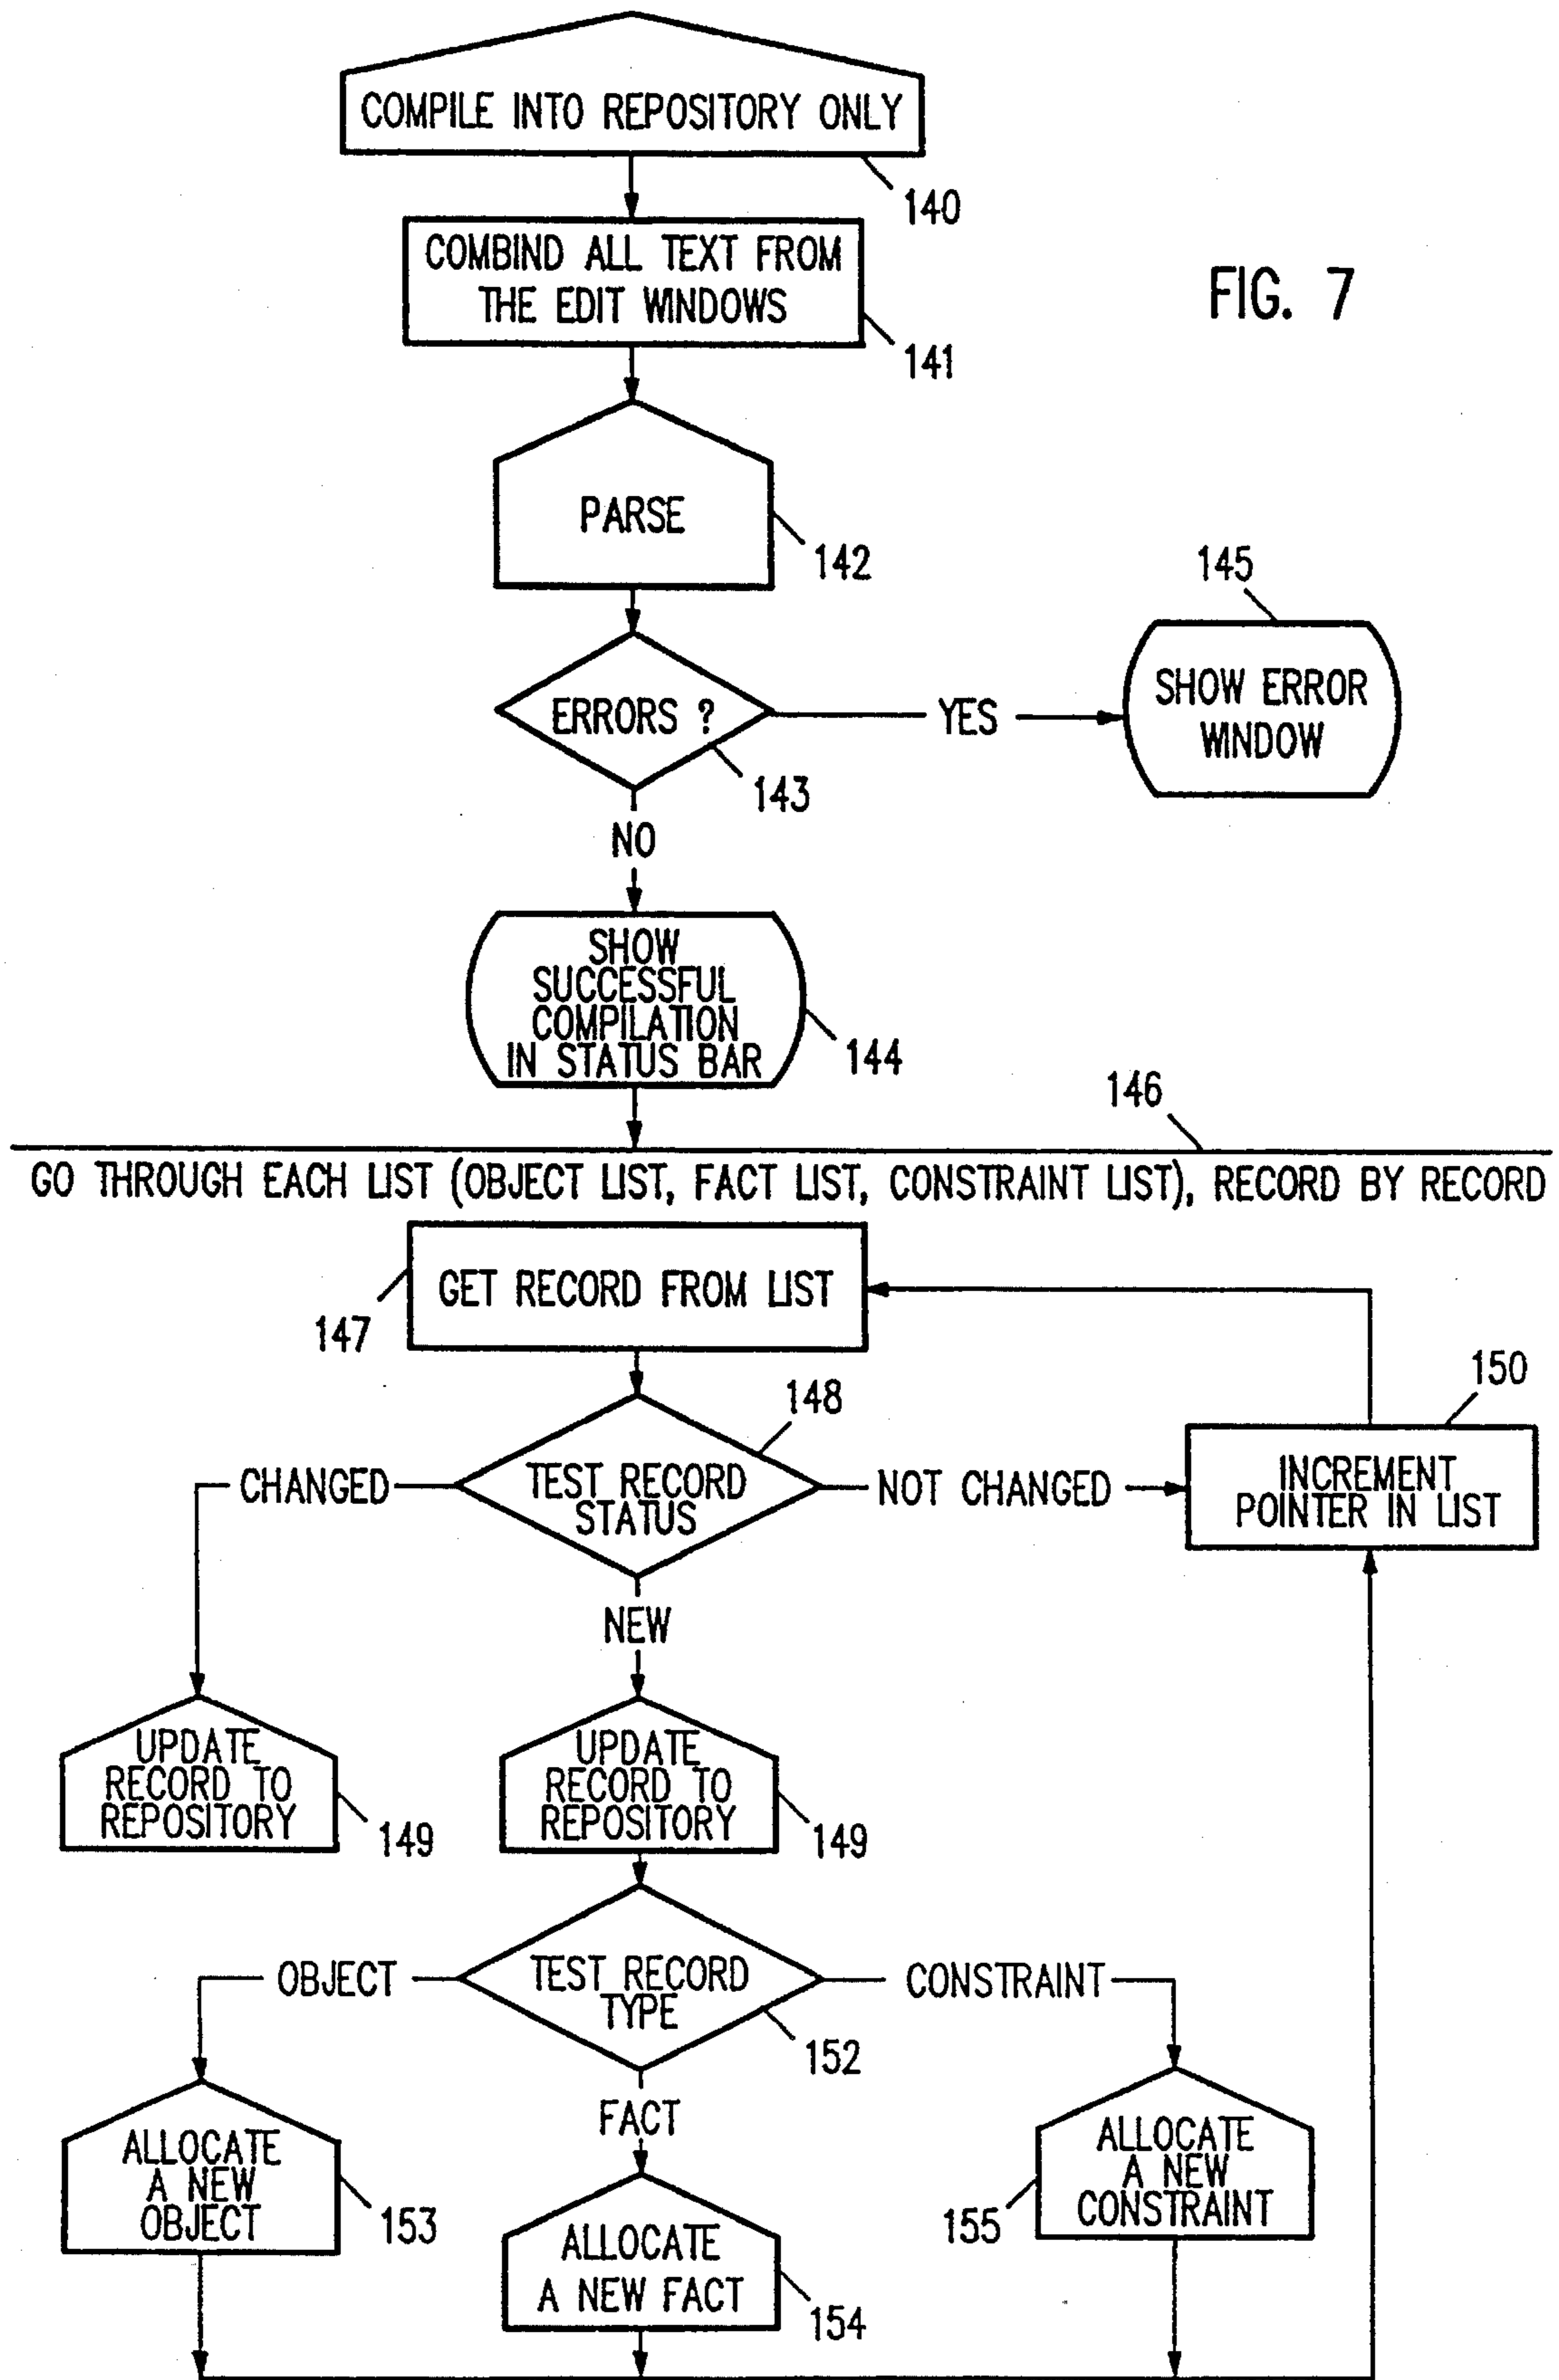 COMPILE INTO REPOSITORY ONLY
140
COMBIND ALL TEXT FROM
THE EDIT WINDOWS
141
FIG. 7
PARSE
142
ERRORS ?
143
YES
145
SHOW ERROR
WINDOW
NO
SHOW
SUCCESSFUL
COMPILATION
IN STATUS BAR
144
146
GO THROUGH EACH LIST (OBJECT LIST, FACT LIST, CONSTRAINT LIST), RECORD BY RECORD
GET RECORD FROM LIST
147
148
150
CHANGED
TEST RECORD
STATUS
NOT CHANGED
INCREMENT
POINTER IN LIST
NEW
UPDATE
RECORD TO
REPOSITORY
149
UPDATE
RECORD TO
REPOSITORY
149
OBJECT
TEST RECORD
TYPE
CONSTRAINT
152
FACT
ALLOCATE
A NEW
OBJECT
153
ALLOCATE
A NEW FACT
154
ALLOCATE
A NEW
CONSTRAINT
155